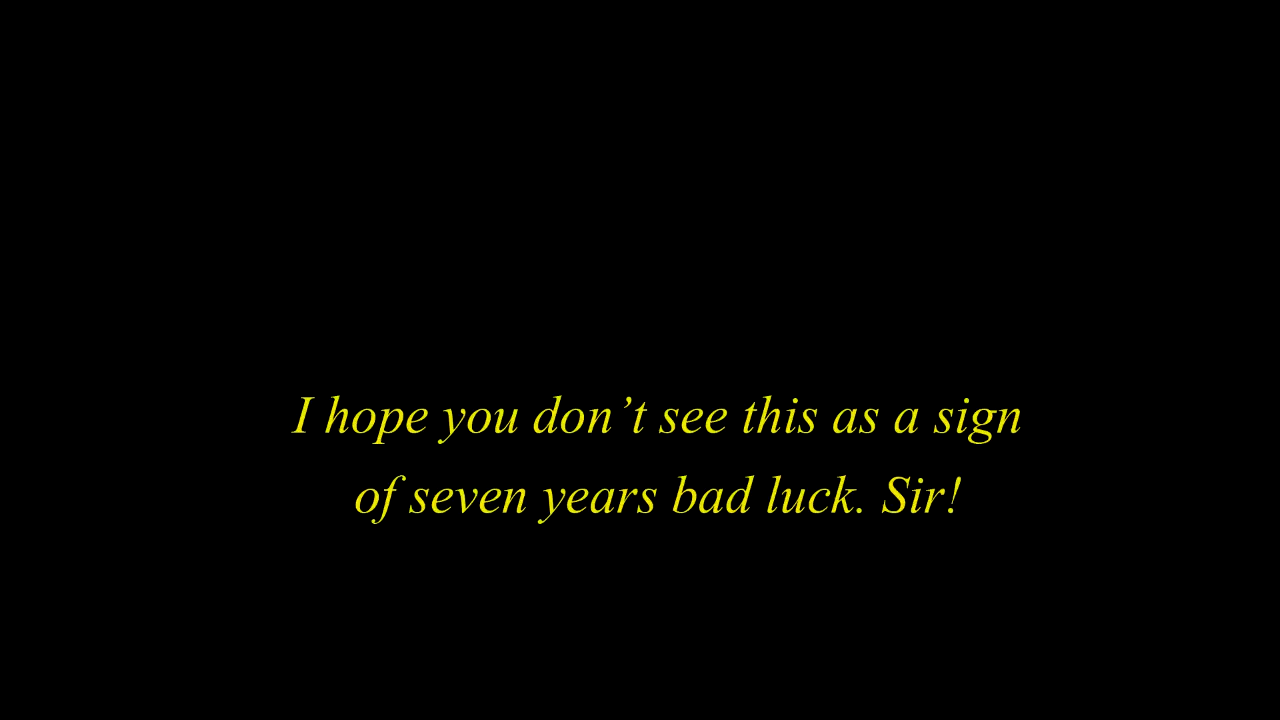 I hope you don’t see this as a sign
of seven years bad luck. Sir!